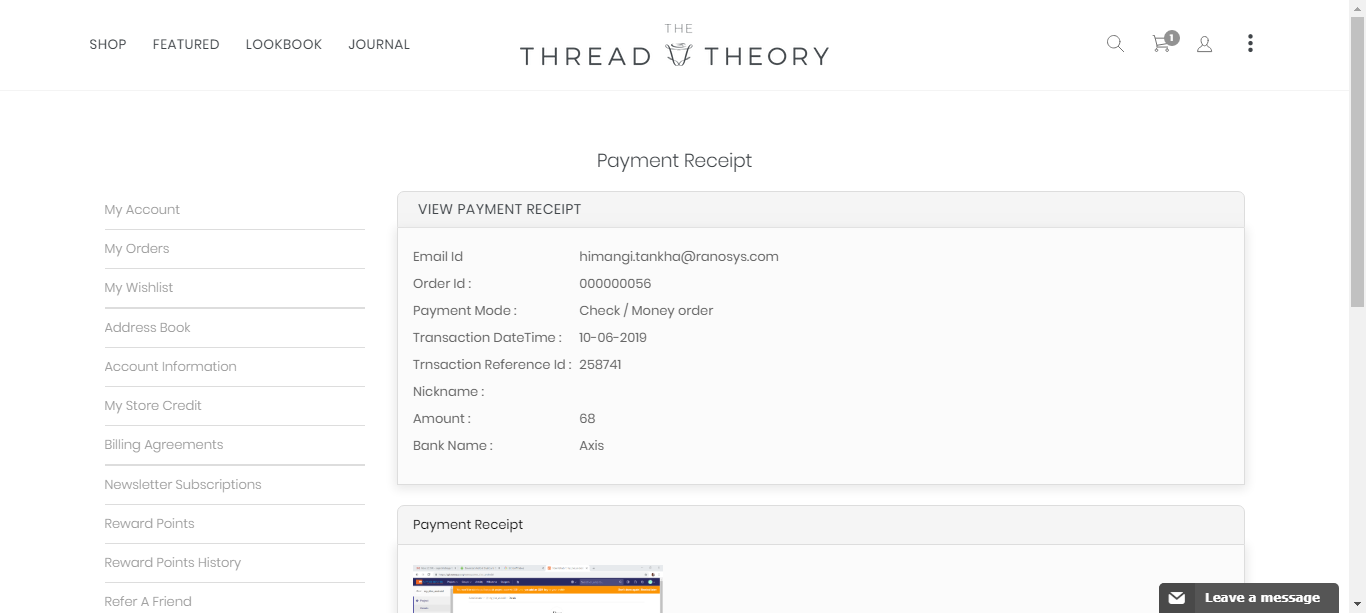 SHOP FEATURED LOOKBOOK JOURNAL
THE
THREAD THEORY
1
Payment Receipt
My Account
My Orders
My Wishlist
Address Book
Account Information
My Store Credit
Billing Agreements
Newsletter Subscriptions
Reward Points
Reward Points History
Refer A Friend
VIEW PAYMENT RECEIPT
Email Id himangi.tankha@ranosys.com
Order Id : 000000056
Payment Mode : Check / Money order
Transaction DateTime : 10-06-2019
Trnsaction Reference Id : 258741
Nickname :
Amount : 68
Bank Name : Axis
Payment Receipt
Leave a message